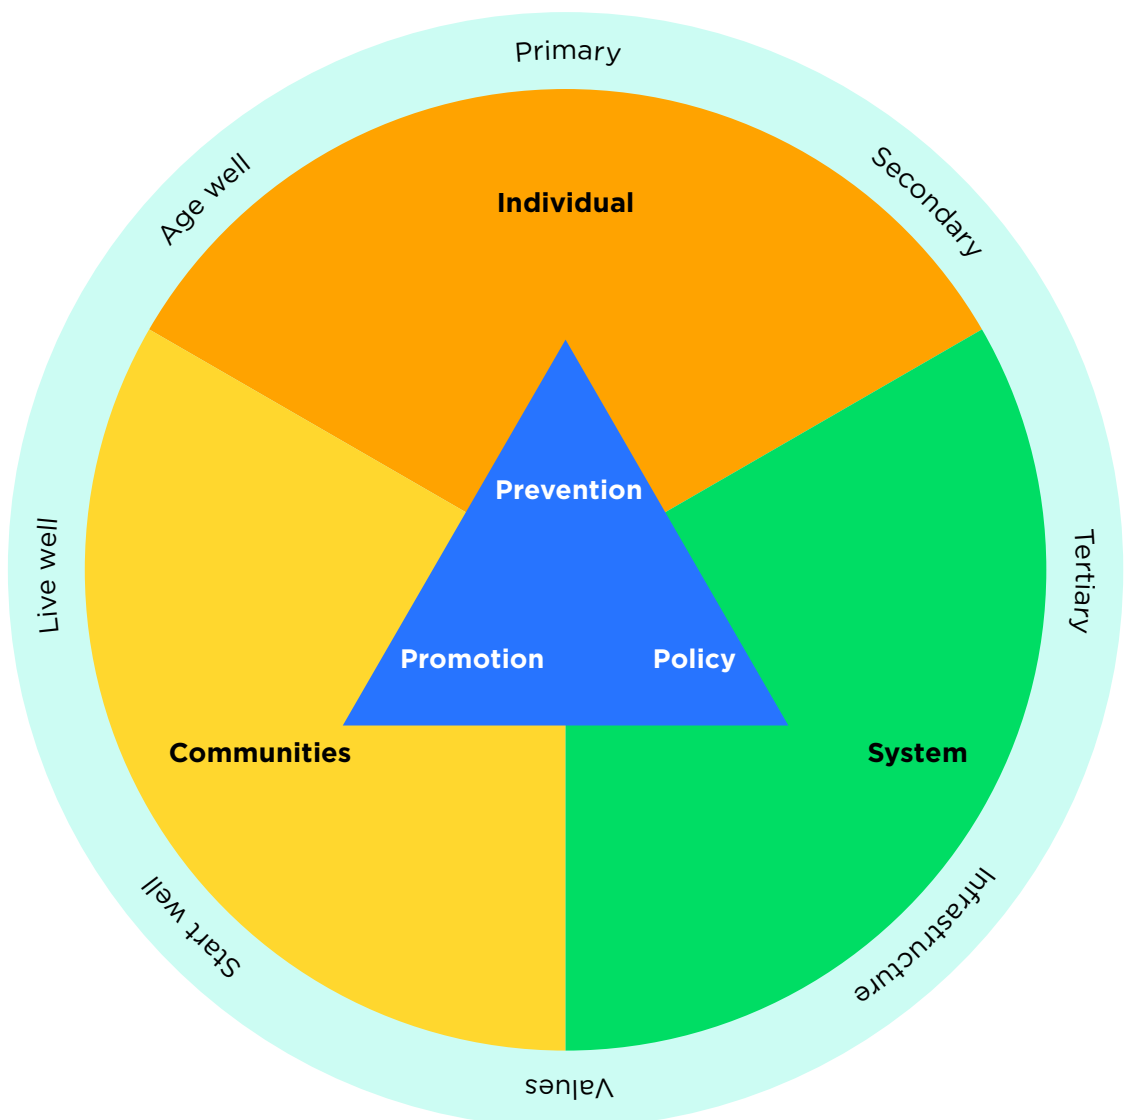 Primary
Secondary
Tertiary
Infrastructure
Values
Start well
Live well
Age well
Individual
Prevention
Promotion
Policy
Communities
System